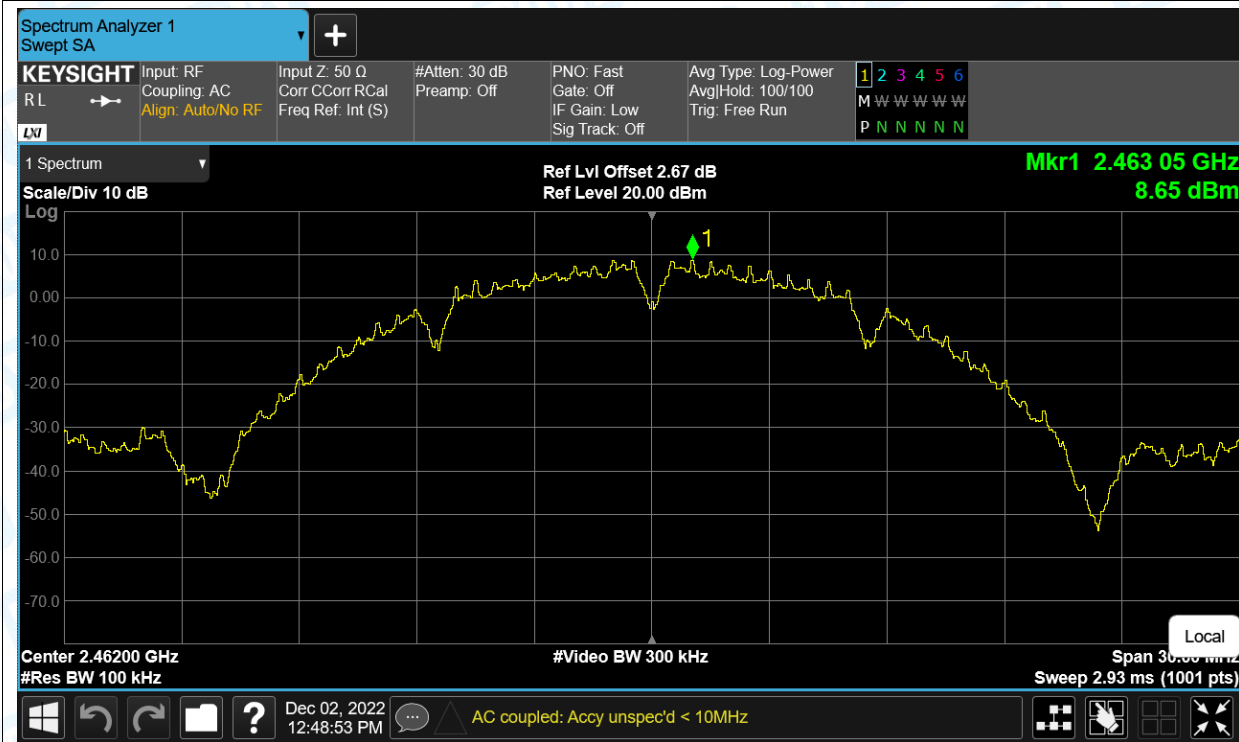 Spectrum Analyzer 1
Swept SA
KEYSIGHT
R L
LXI
Input: RF
Coupling: AC
Align: Auto/No RF
Input Z: 50 Ω
Corr CCorr RCal
Freq Ref: Int (S)
#Atten: 30 dB
Preamp: Off
PNO: Fast
Gate: Off
IF Gain: Low
Sig Track: Off
Avg Type: Log-Power
Avg|Hold: 100/100
Trig: Free Run
1 2 3 4 5 6
M W W W W W
P N N N N N
1 Spectrum
Scale/Div 10 dB
Log
Ref Lvl Offset 2.67 dB
Ref Level 20.00 dBm
Mkr1 2.463 05 GHz
8.65 dBm
1
10.0
0.00
-10.0
-20.0
-30.0
-40.0
-50.0
-60.0
-70.0
Local
Center 2.46200 GHz
#Res BW 100 kHz
#Video BW 300 kHz
Span 30.00 MHz
Sweep 2.93 ms (1001 pts)
?
Dec 02, 2022
12:48:53 PM
AC coupled: Accy unspec'd < 10MHz